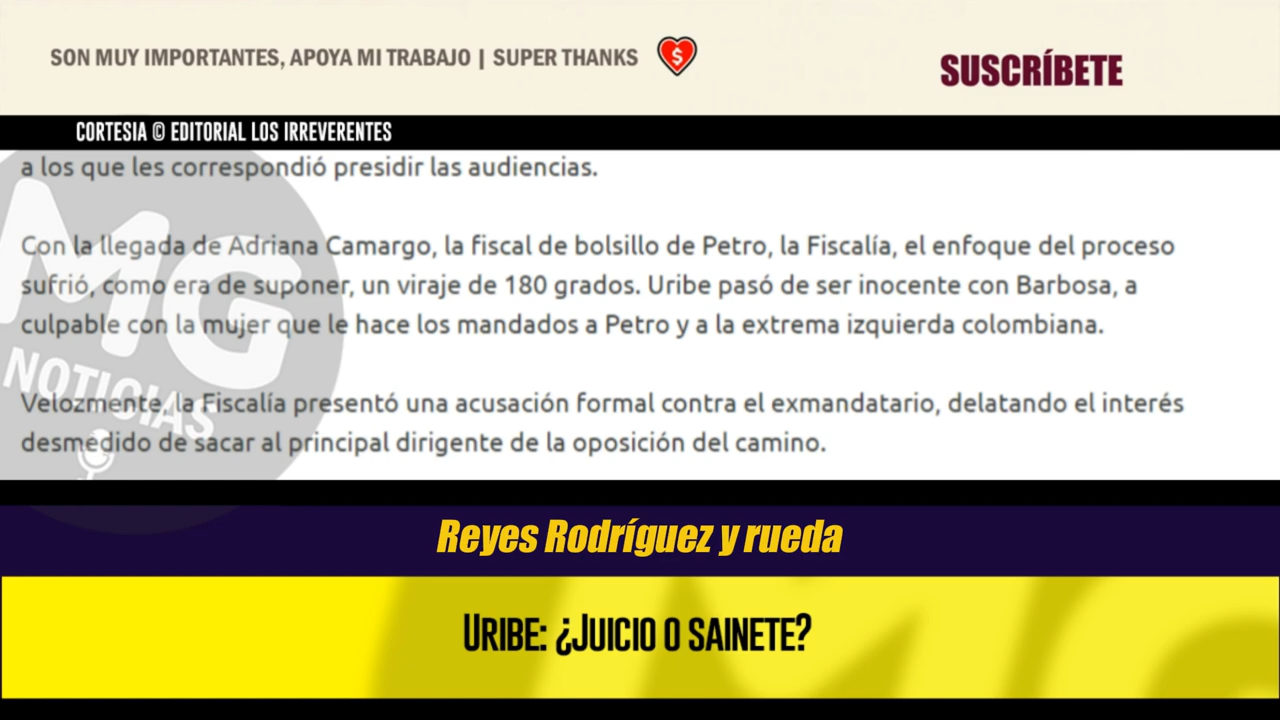 SON MUY IMPORTANTES, APOYA MI TRABAJO | SUPER THANKS $
SUSCRÍBETE
CORTESIA © EDITORIAL LOS IRREVERENTES
a los que les correspondió presidir las audiencias.
Con la llegada de Adriana Camargo, la fiscal de bolsillo de Petro, la Fiscalía, el enfoque del proceso
sufrió, como era de suponer, un viraje de 180 grados. Uribe pasó de ser inocente con Barbosa, a
culpable con la mujer que le hace los mandados a Petro y a la extrema izquierda colombiana.
Velozmente, la Fiscalía presentó una acusación formal contra el exmandatario, delatando el interés
desmedido de sacar al principal dirigente de la oposición del camino.
MG
NOTICIAS
Reyes Rodríguez y rueda
URIBE: ¿JUICIO O SAINETE?